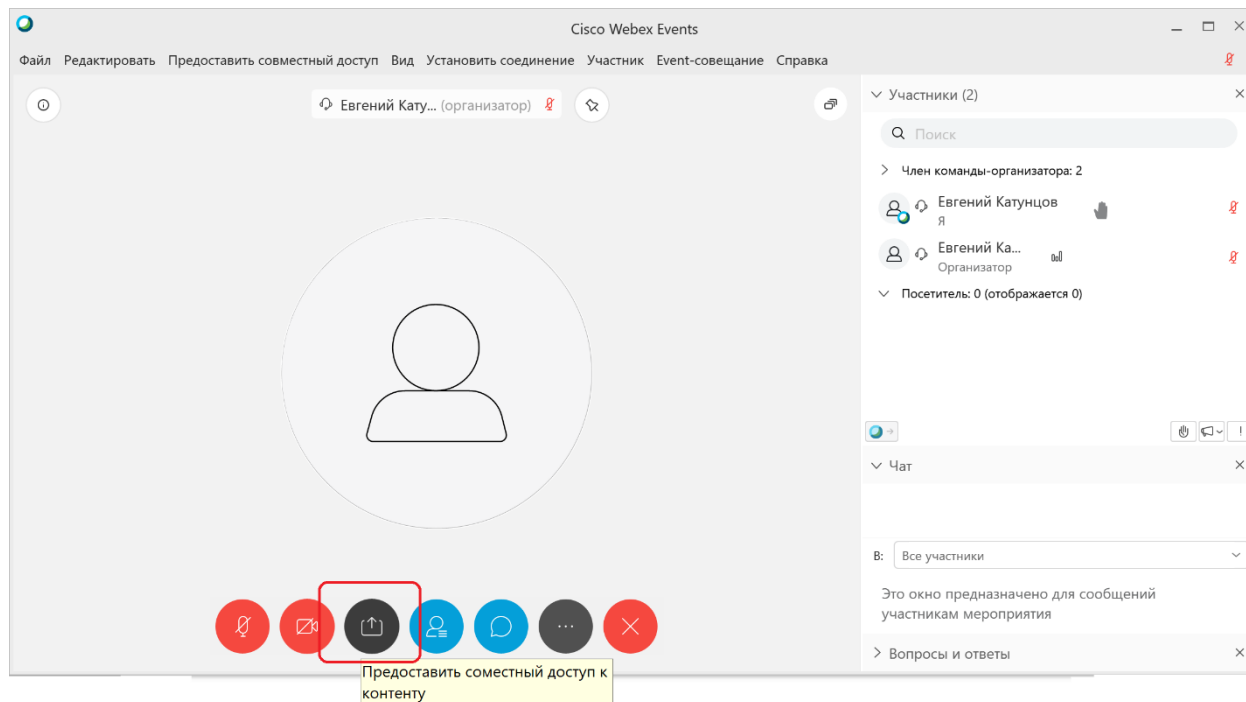 Cisco Webex Events
Файл Редактировать Предоставить совместный доступ Вид Установить соединение Участник Event-совещание Справка
Евгений Кату... (организатор)
Участники (2)
Поиск
Член команды-организатора: 2
Евгений Катунцов
Я
Евгений Ка...
Организатор
Посетитель: 0 (отображается 0)
Чат
В: Все участники
Это окно предназначено для сообщений
участникам мероприятия
Вопросы и ответы
Предоставить соместный доступ к
контенту